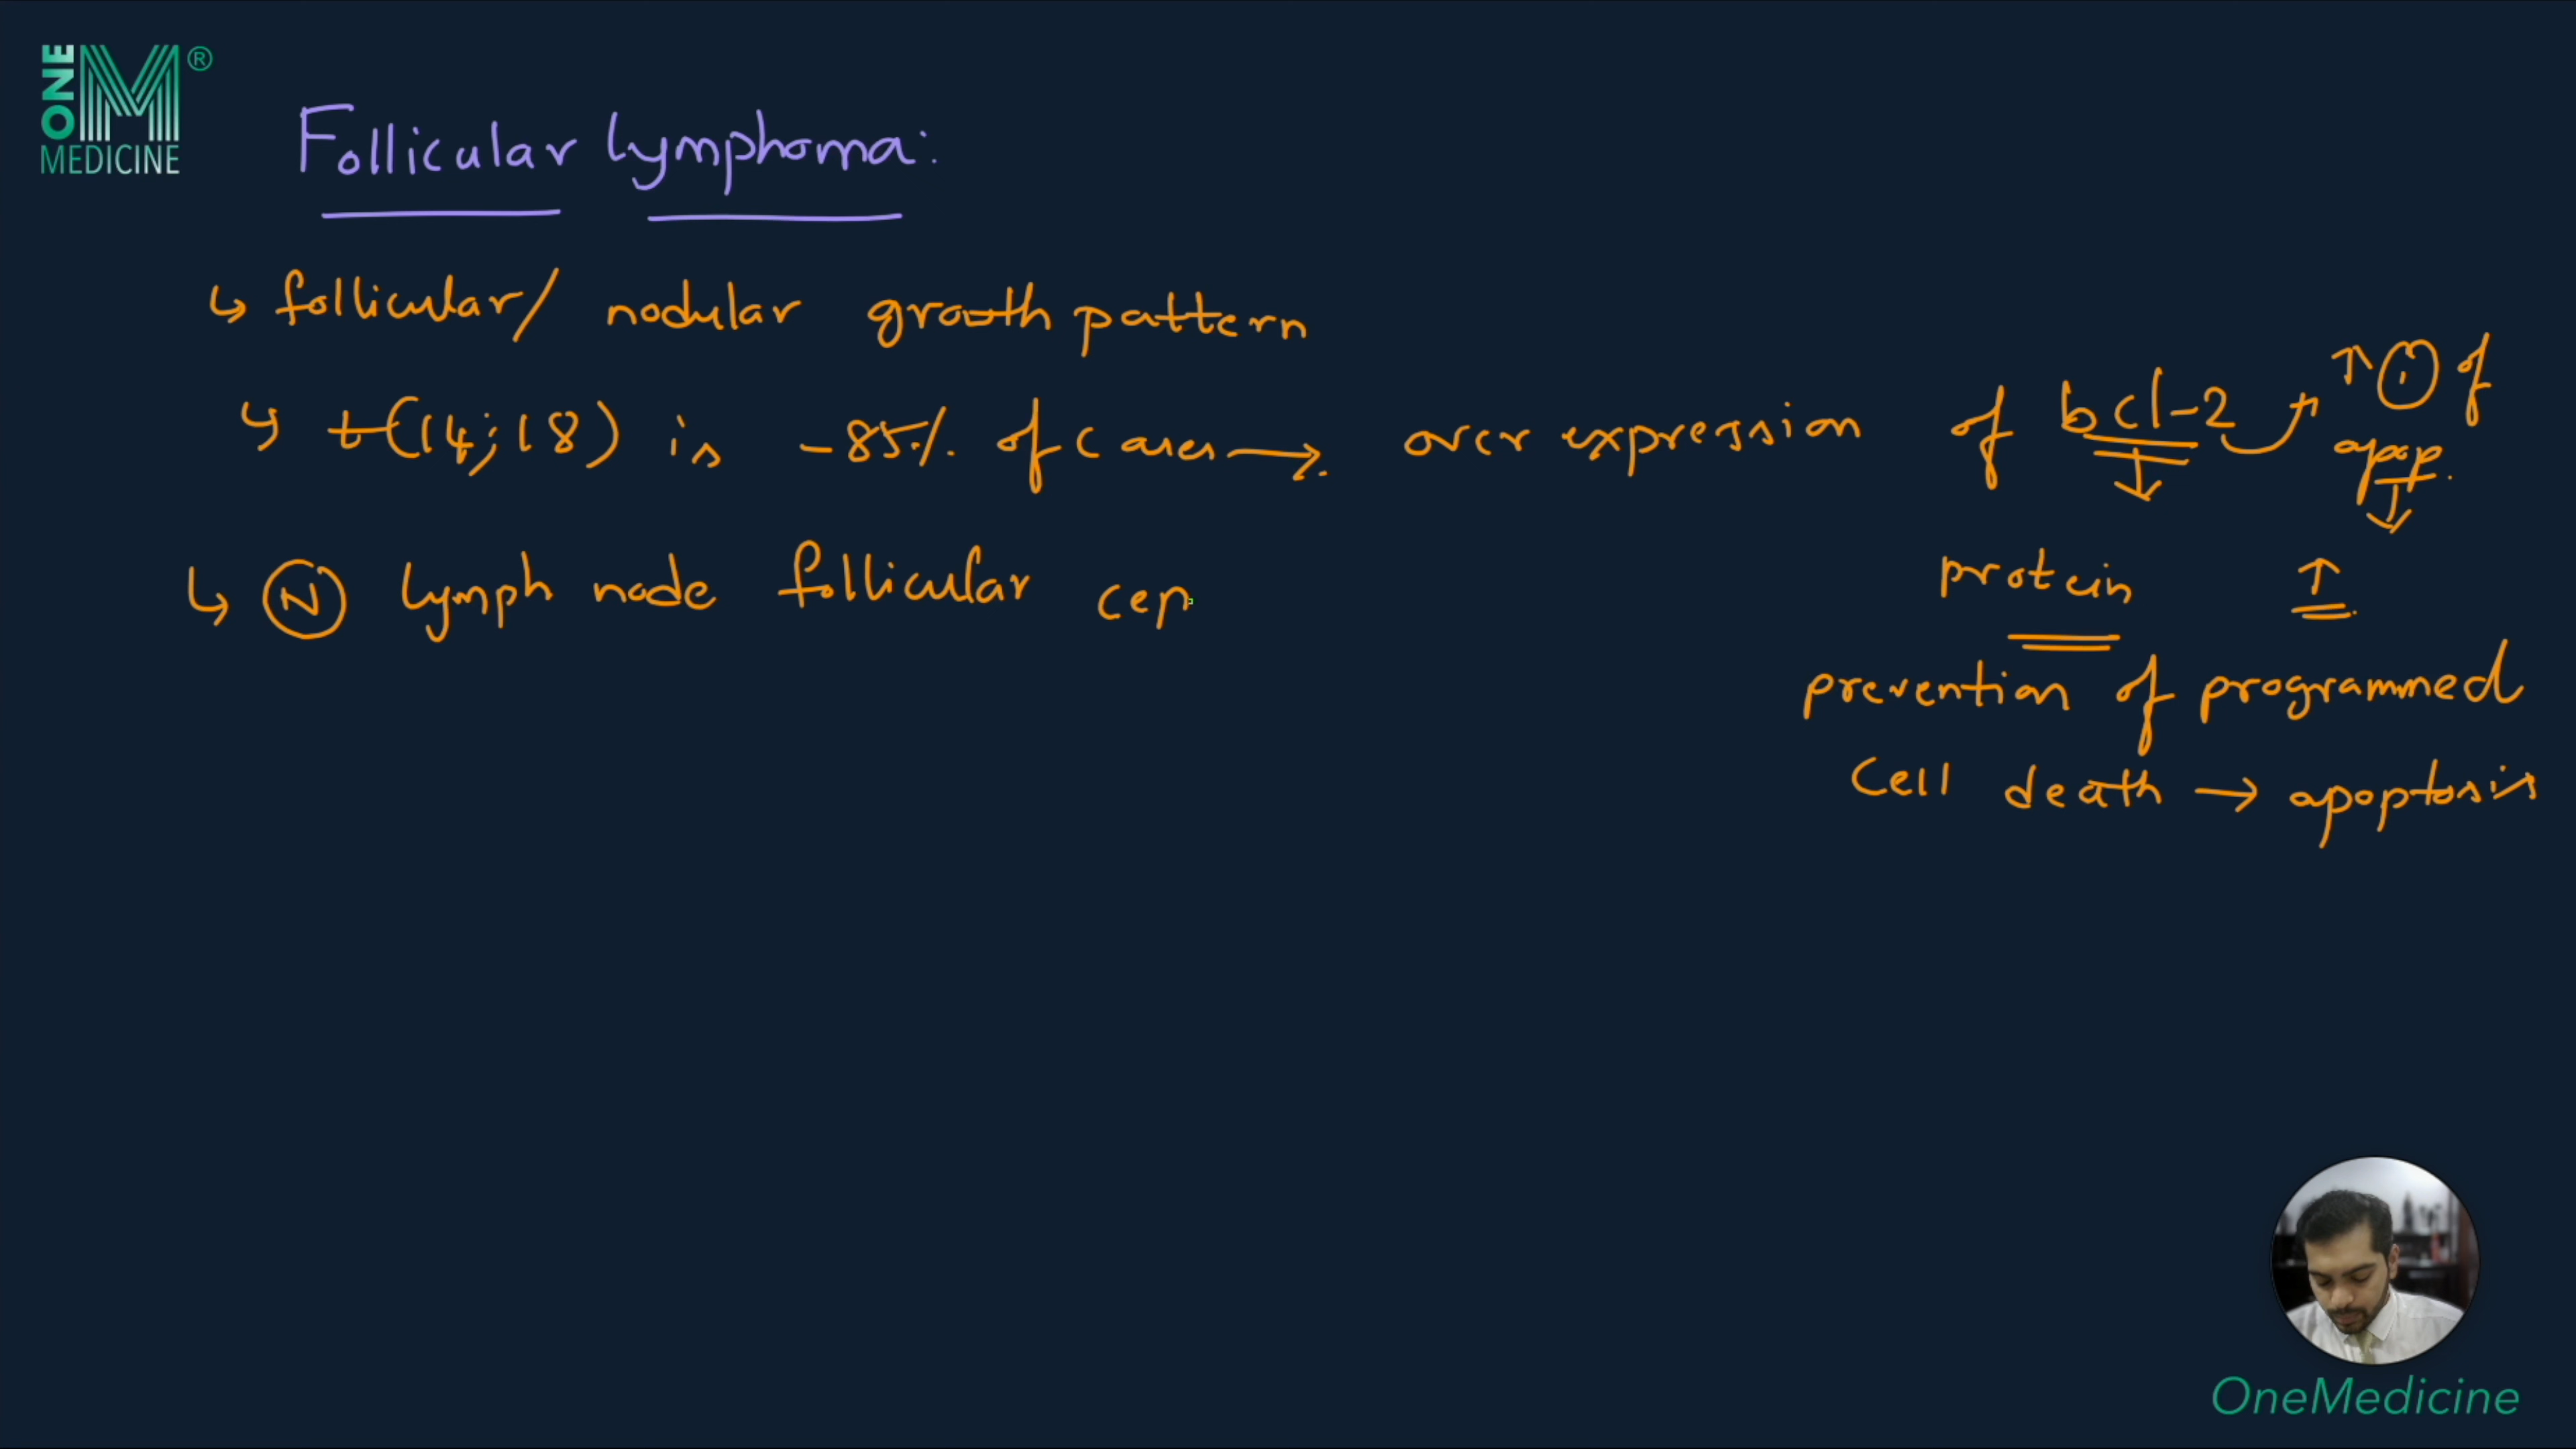 ONE M ®
MEDICINE
Follicular lymphoma:
↳ follicular/ nodular growth pattern
↳ t(14;18) is ~85% of cases → over expression of bcl-2 ↑ (i) of
apop.
↳ (N) lymph node follicular cen
protein ↑
prevention of programmed
cell death → apoptosis
OneMedicine